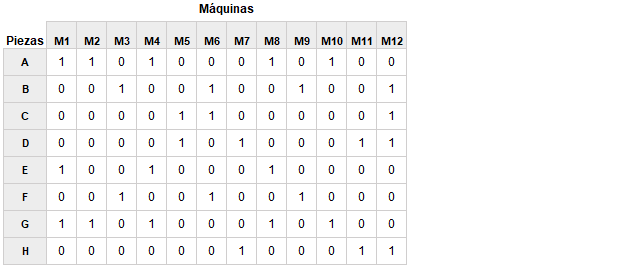 Máquinas
Piezas M1 M2 M3 M4 M5 M6 M7 M8 M9 M10 M11 M12
A 1 1 0 1 0 0 0 1 0 1 0 0
B 0 0 1 0 0 1 0 0 1 0 0 1
C 0 0 0 0 1 1 0 0 0 0 0 1
D 0 0 0 0 1 0 1 0 0 0 1 1
E 1 0 0 1 0 0 0 1 0 0 0 0
F 0 0 1 0 0 1 0 0 1 0 0 0
G 1 1 0 1 0 0 0 1 0 1 0 0
H 0 0 0 0 0 0 1 0 0 0 1 1